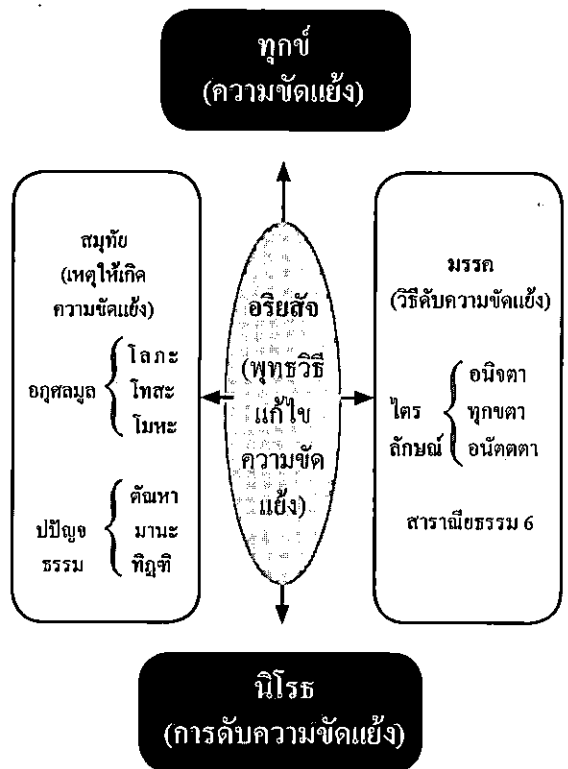 ทุกข์
(ความขัดแย้ง)
สมุทัย
(เหตุให้เกิด
ความขัดแย้ง)
อกุศลมูล
โลภะ
โทสะ
โมหะ
ปปัญจ
ธรรม
ตัณหา
มานะ
ทิฎฐิ
อริยสัจ
(พุทธวิธี
แก้ไข
ความขัด
แย้ง)
มรรค
(วิธีดับความขัดแย้ง)
ไตร
ลักษณ์
อนิจตา
ทุกขตา
อนัตตตา
สาราณียธรรม 6
นิโรธ
(การดับความขัดแย้ง)